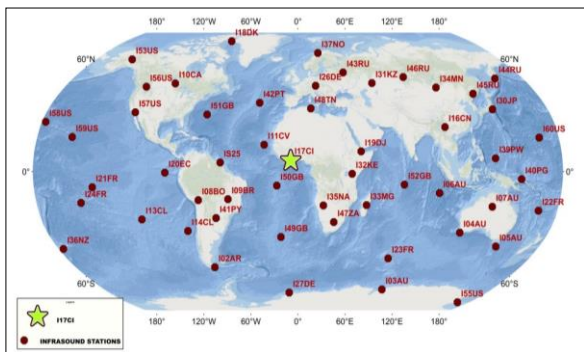 I18DK
I37NO
I53US
60°N
60°N
I43RU
I44RU
I56US
I10CA
I26DE
I31KZ
I46RU
I34MN
I45RU
I42PT
I57US
I51GB
I48TN
I30JP
I58US
I16CN
I59US
I11CV
I17CI
I19DJ
I60US
I39PW
IS25
0°
I20EC
I32KE
0°
I40PG
I21FR
I50GB
I52GB
I06AU
I24FR
I08BO
I09BR
I35NA
I33MG
I07AU
I22FR
I13CL
I41PY
I14CL
I47ZA
I04AU
I49GB
I36NZ
I05AU
I23FR
I02AR
60°S
60°S
I27DE
I03AU
I55US
I17CI
INFRASOUND STATIONS
180°
120°W
60°W
0°
60°E
120°E
180°